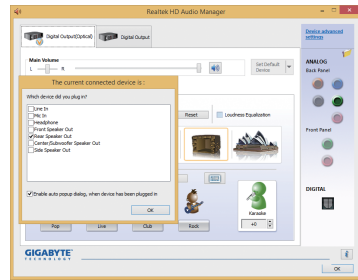 Realtek HD Audio Manager
Digital Output(Optical)
Digital Output
Device advanced
settings
Main Volume
L
R
Set Default
Device
ANALOG
Back Panel
The current connected device is :
Which device did you plug in?
Line In
Mic In
Headphone
Front Speaker Out
Rear Speaker Out
Center/Subwoofer Speaker Out
Side Speaker Out
Enable auto popup dialog, when device has been plugged in
OK
Reset
Loudness Equalization
Front Panel
DIGITAL
Karaoke
Pop
Live
Club
Rock
+0
GIGABYTE
TECHNOLOGY
i
OK